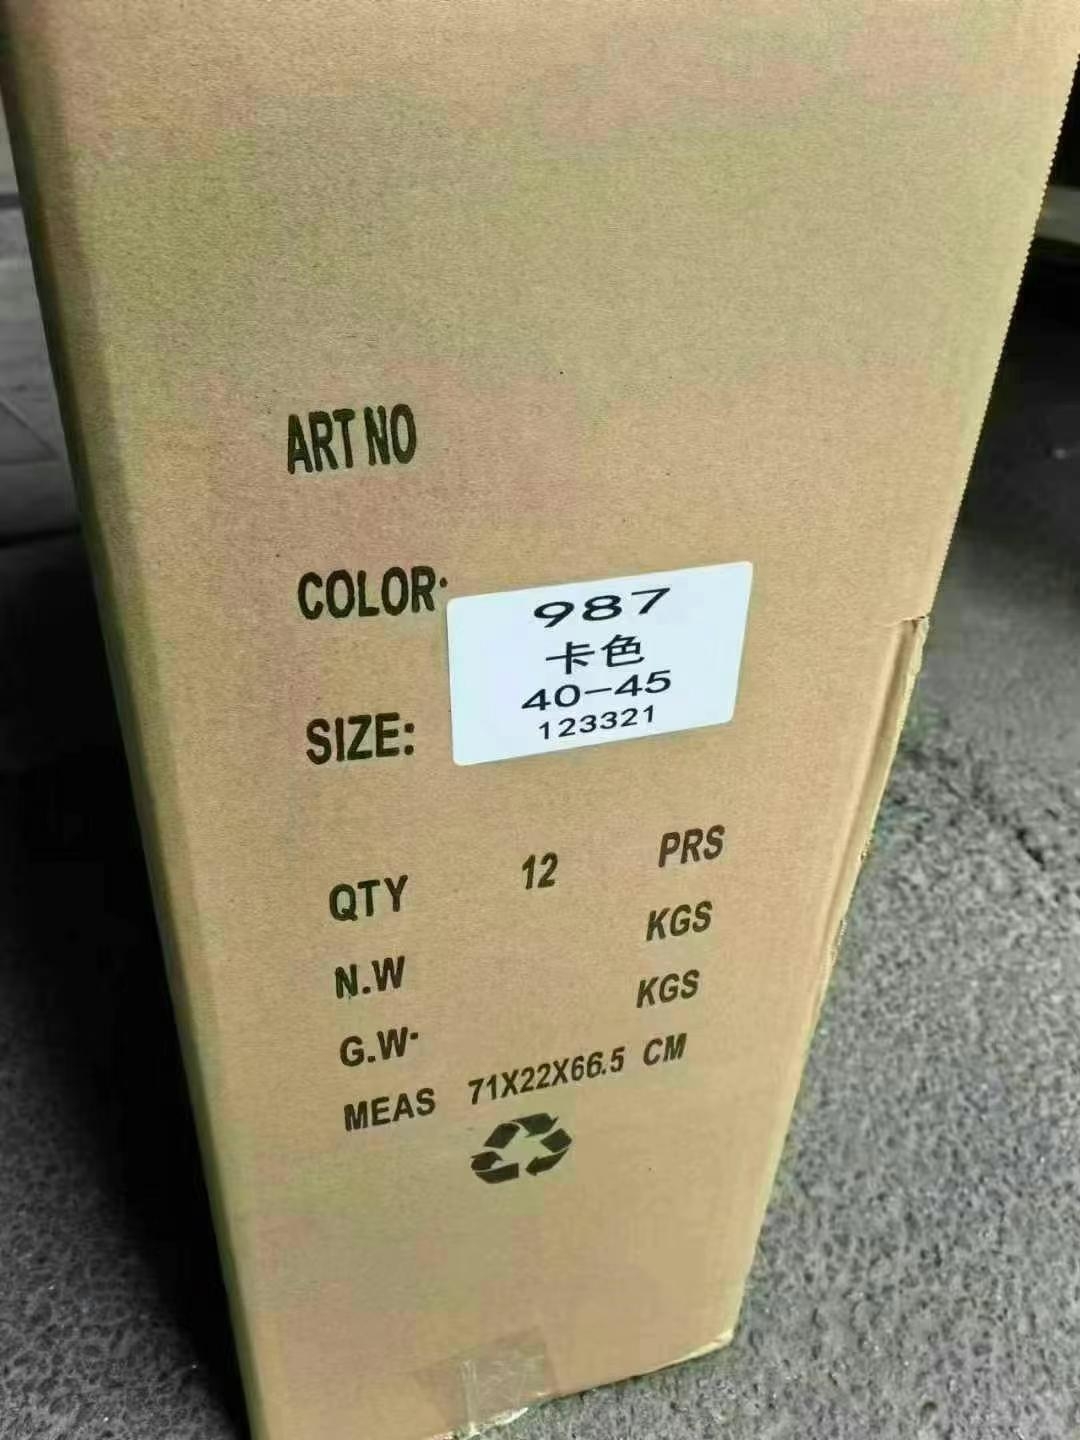 ART NO
COLOR:
987
卡色
40-45
123321
SIZE:
QTY 12 PRS
N.W KGS
G.W. KGS
MEAS 71X22X66.5 CM